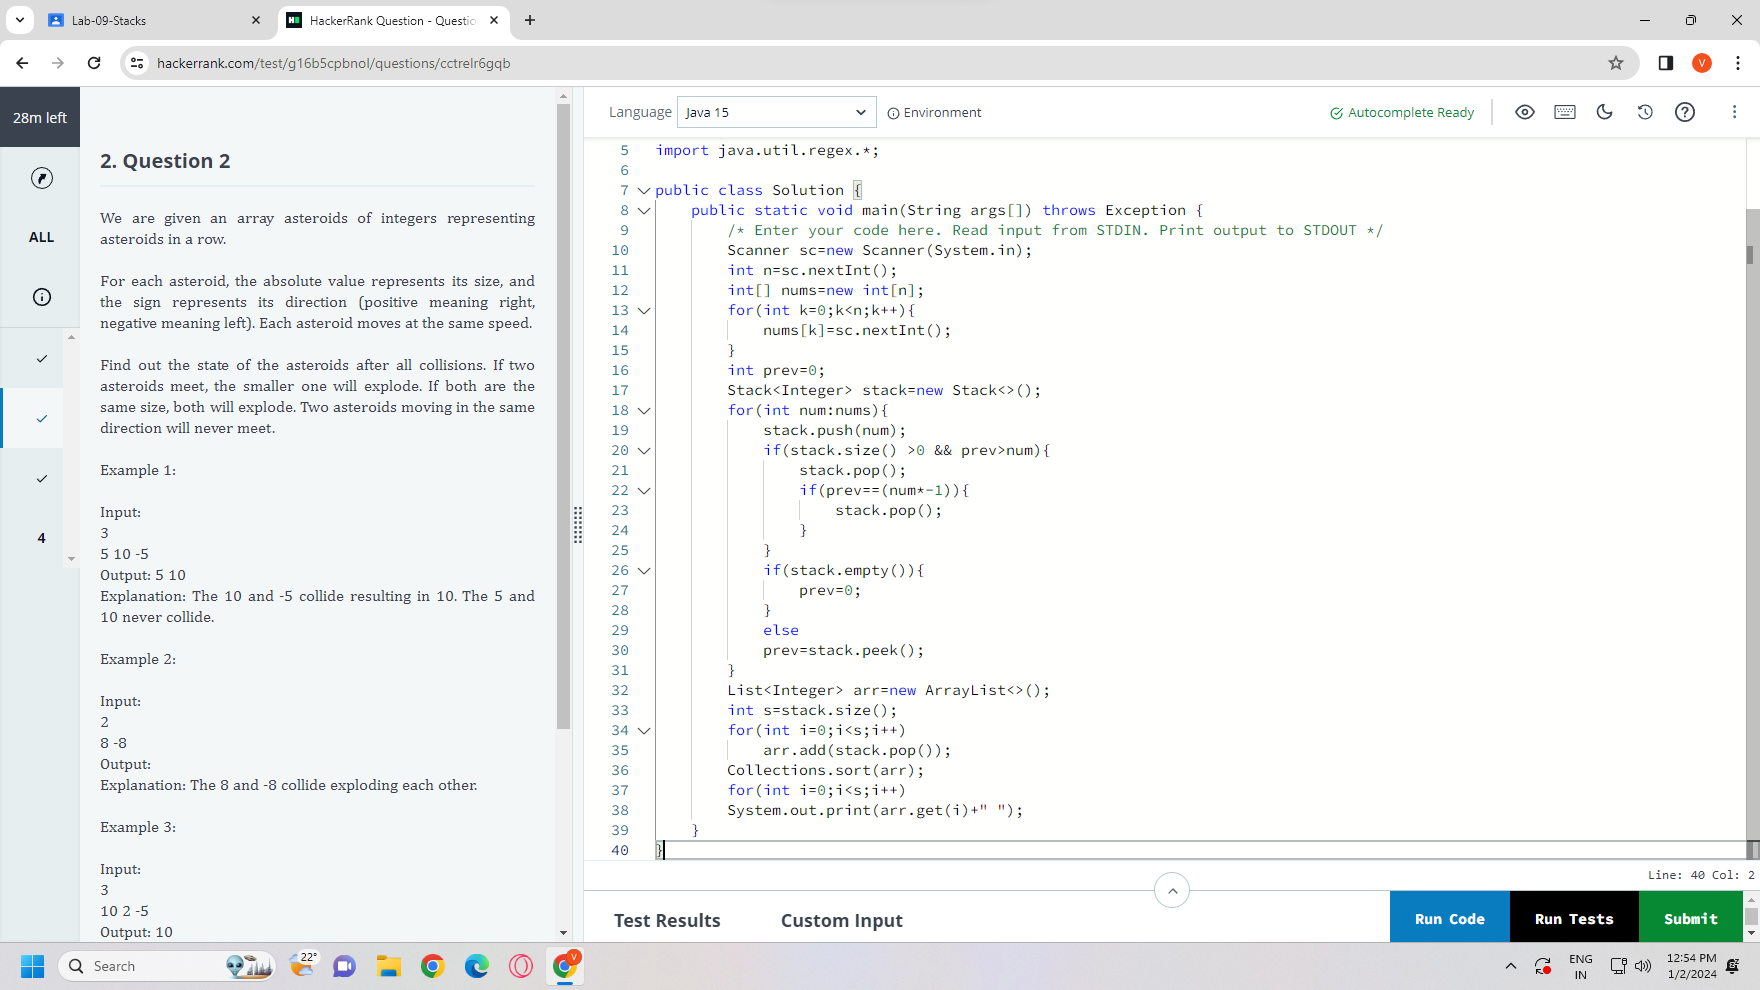 Lab-09-Stacks
HackerRank Question - Questio
hackerrank.com/test/g16b5cpbnol/questions/cctrelr6gqb
V
28m left
ALL
4
2. Question 2
We are given an array asteroids of integers representing
asteroids in a row.
For each asteroid, the absolute value represents its size, and
the sign represents its direction (positive meaning right,
negative meaning left). Each asteroid moves at the same speed.
Find out the state of the asteroids after all collisions. If two
asteroids meet, the smaller one will explode. If both are the
same size, both will explode. Two asteroids moving in the same
direction will never meet.
Example 1:
Input:
3
5 10 -5
Output: 5 10
Explanation: The 10 and -5 collide resulting in 10. The 5 and
10 never collide.
Example 2:
Input:
2
8 -8
Output:
Explanation: The 8 and -8 collide exploding each other.
Example 3:
Input:
3
10 2 -5
Output: 10
Language Java 15 Environment Autocomplete Ready
5 import java.util.regex.*;
6
7 public class Solution {
8 public static void main(String args[]) throws Exception {
9 /* Enter your code here. Read input from STDIN. Print output to STDOUT */
10 Scanner sc=new Scanner(System.in);
11 int n=sc.nextInt();
12 int[] nums=new int[n];
13 for(int k=0;k<n;k++){
14 nums[k]=sc.nextInt();
15 }
16 int prev=0;
17 Stack<Integer> stack=new Stack<>();
18 for(int num:nums){
19 stack.push(num);
20 if(stack.size() >0 && prev>num){
21 stack.pop();
22 if(prev==(num*-1)){
23 stack.pop();
24 }
25 }
26 if(stack.empty()){
27 prev=0;
28 }
29 else
30 prev=stack.peek();
31 }
32 List<Integer> arr=new ArrayList<>();
33 int s=stack.size();
34 for(int i=0;i<s;i++)
35 arr.add(stack.pop());
36 Collections.sort(arr);
37 for(int i=0;i<s;i++)
38 System.out.print(arr.get(i)+" ");
39 }
40 }
Line: 40 Col: 2
Test Results Custom Input Run Code Run Tests Submit
Search
22°
V
ENG
IN
12:54 PM
1/2/2024